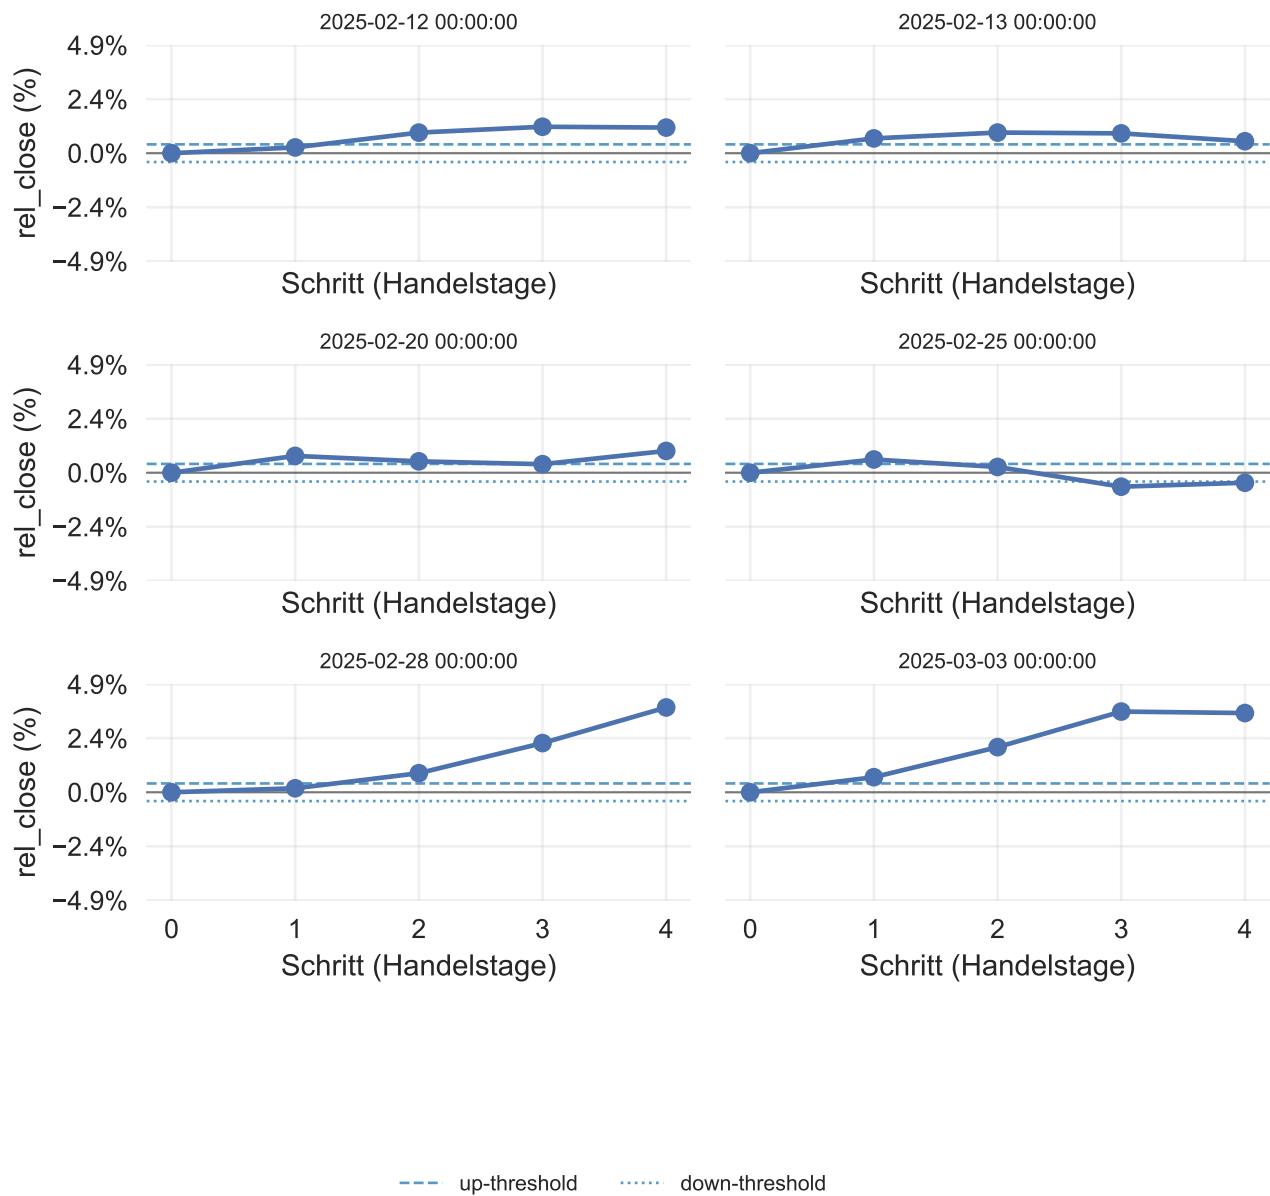 2025-02-12 00:00:00
2025-02-13 00:00:00
4.9%
2.4%
0.0%
−2.4%
−4.9%
rel_close (%)
Schritt (Handelstage)
Schritt (Handelstage)
2025-02-20 00:00:00
2025-02-25 00:00:00
4.9%
2.4%
0.0%
−2.4%
−4.9%
rel_close (%)
Schritt (Handelstage)
Schritt (Handelstage)
2025-02-28 00:00:00
2025-03-03 00:00:00
4.9%
2.4%
0.0%
−2.4%
−4.9%
rel_close (%)
0 1 2 3 4
0 1 2 3 4
Schritt (Handelstage)
Schritt (Handelstage)
up-threshold
down-threshold